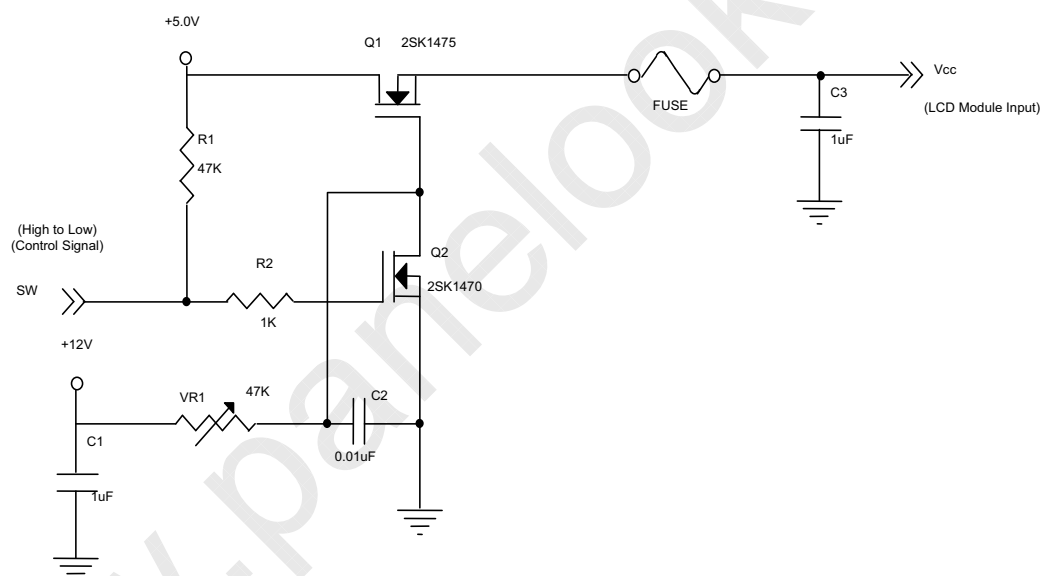 +5.0V
Q1 2SK1475
Vcc
C3
FUSE
(LCD Module Input)
R1
1uF
47K
(High to Low)
(Control Signal)
Q2
R2
2SK1470
SW
1K
+12V
47K
VR1
C2
C1
0.01uF
1uF
.panelook